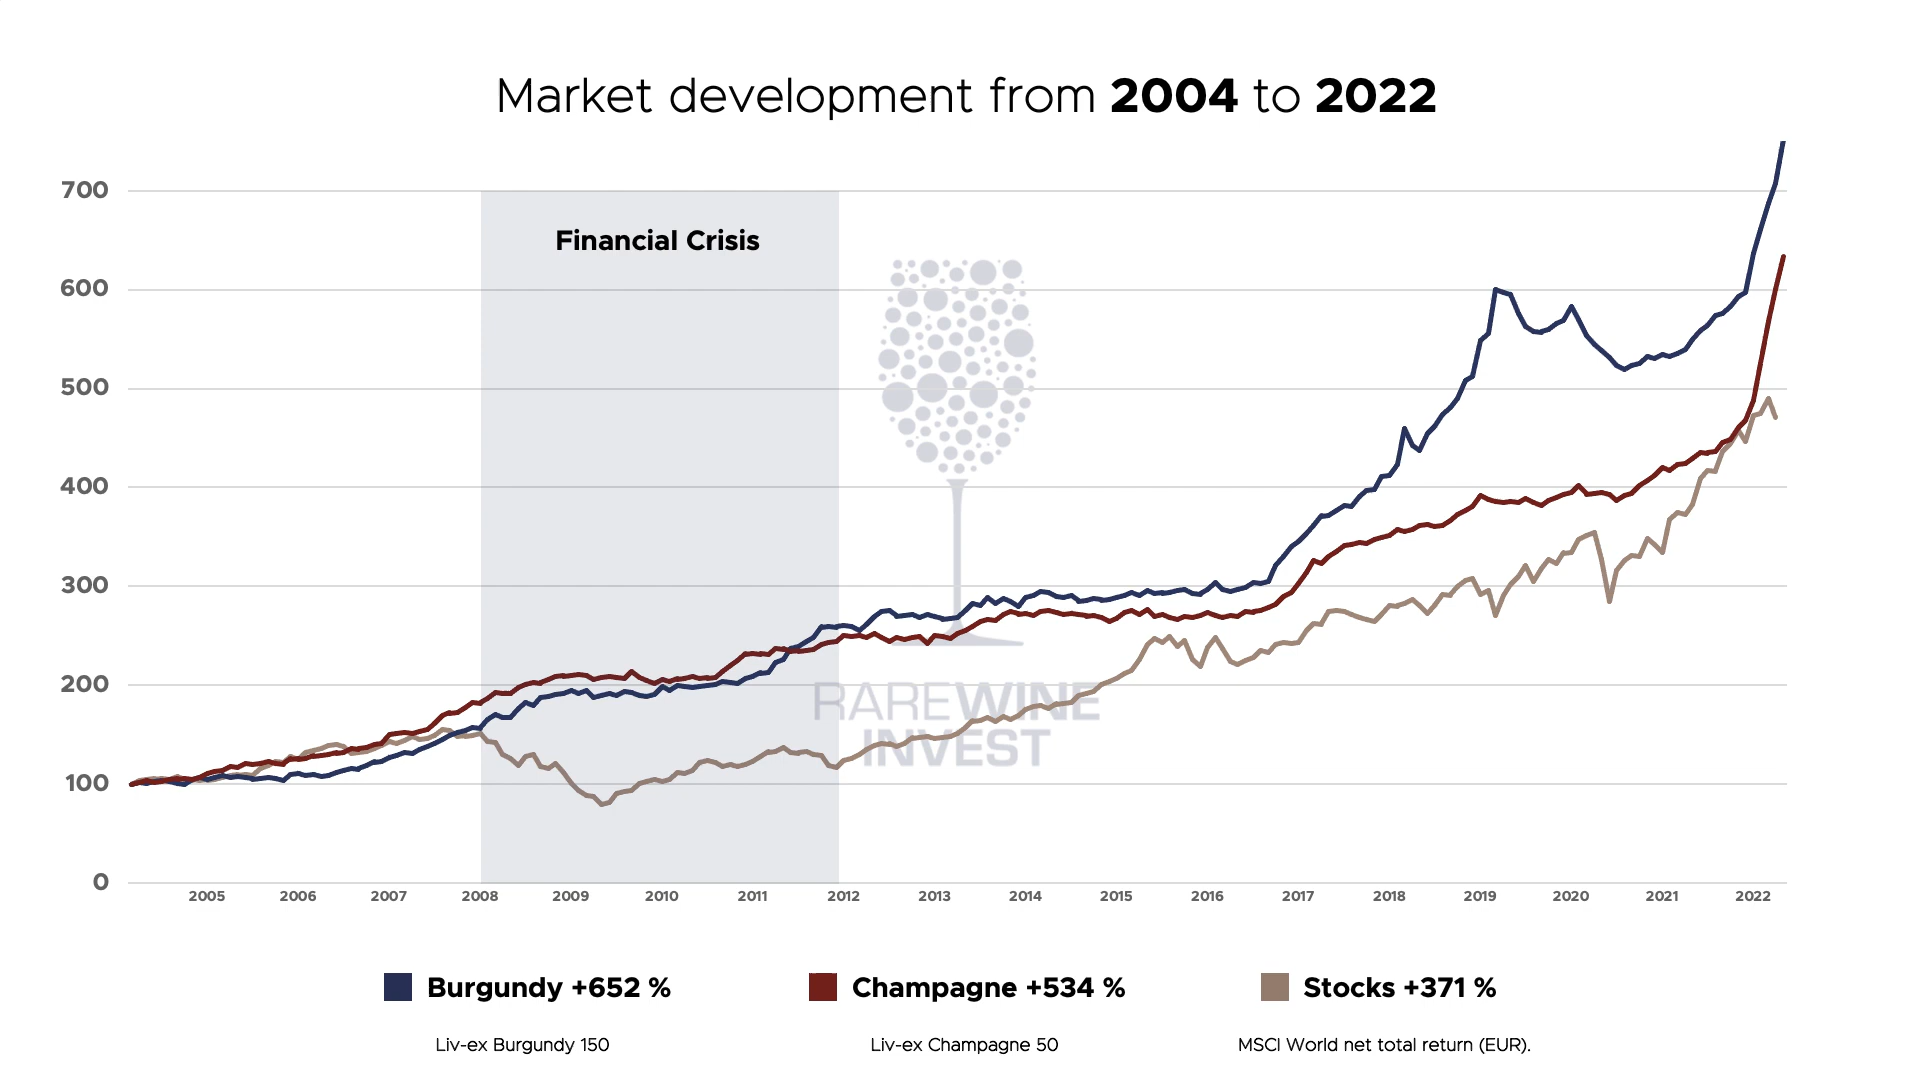 Market development from 2004 to 2022
700
Financial Crisis
600
500
400
300
200
RAREWINE
INVEST
100
0
2005 2006 2007 2008 2009 2010 2011 2012 2013 2014 2015 2016 2017 2018 2019 2020 2021 2022
Burgundy +652 % Champagne +534 % Stocks +371 %
Liv-ex Burgundy 150 Liv-ex Champagne 50 MSCI World net total return (EUR).